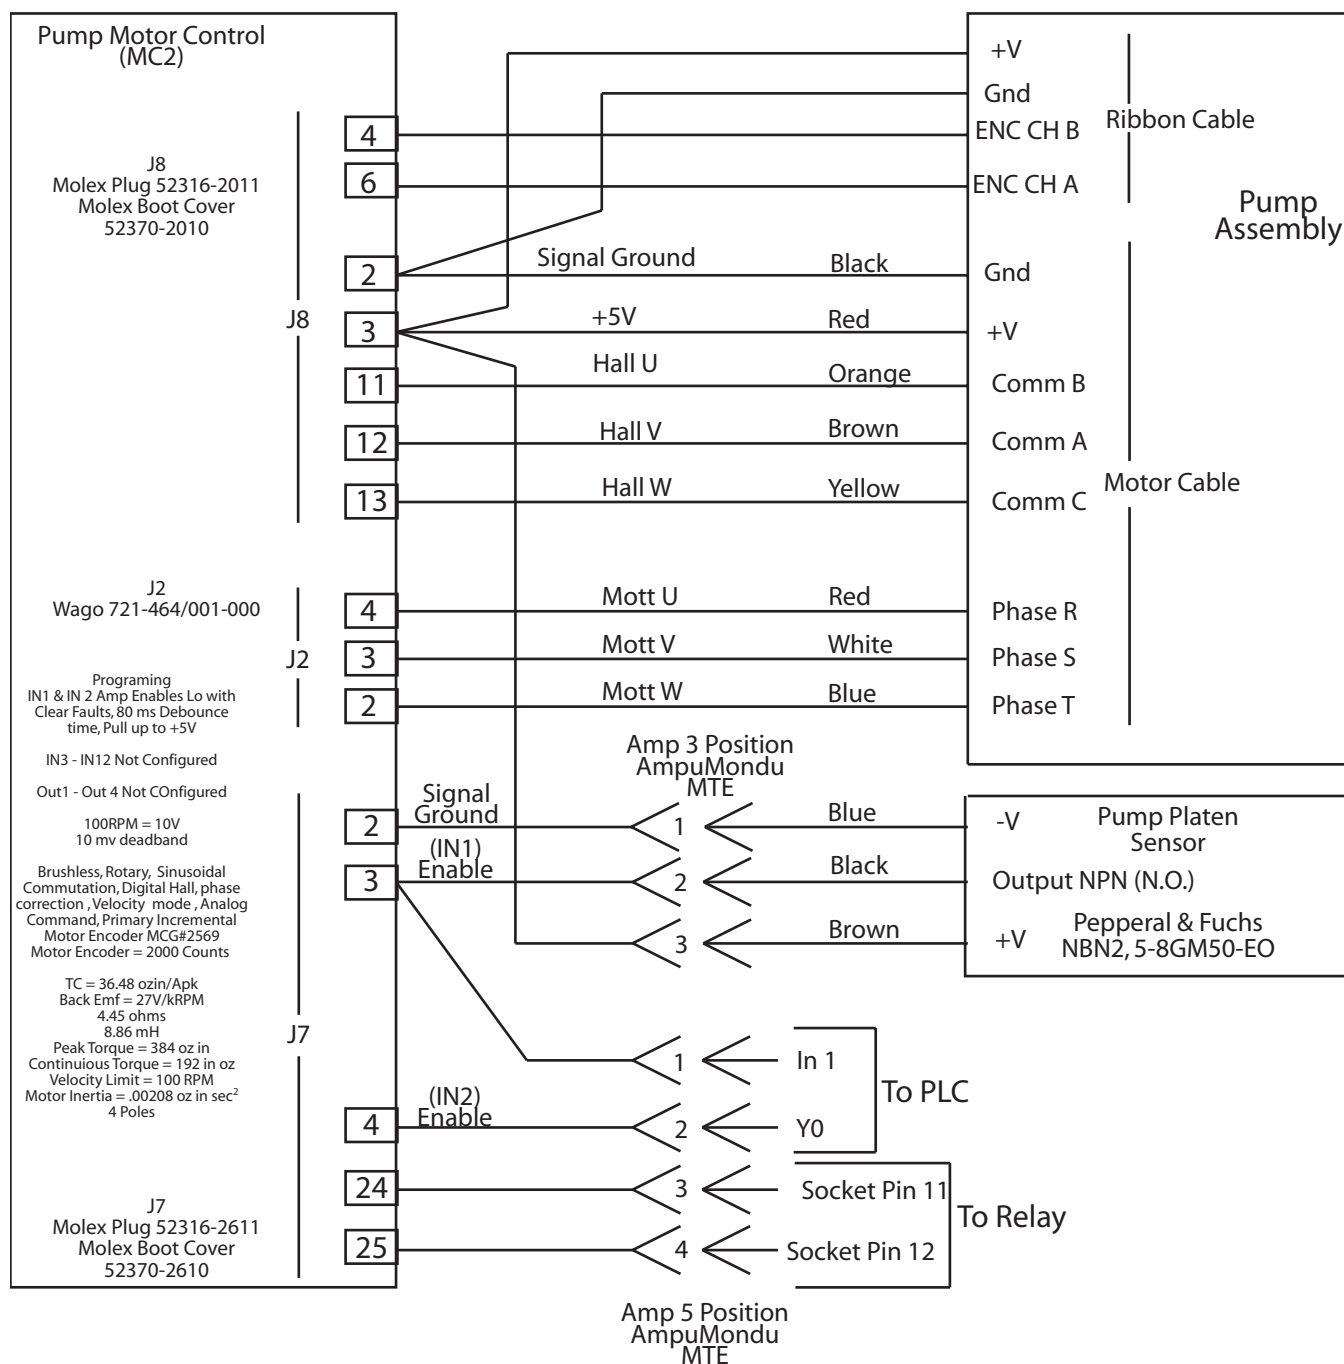 Pump Motor Control
(MC2)
J8
Molex Plug 52316-2011
Molex Boot Cover
52370-2010
J8
4
6
2
3
11
12
13
Signal Ground
+5V
Hall U
Hall V
Hall W
Black
Red
Orange
Brown
Yellow
+V
Gnd
ENC CH B
ENC CH A
Ribbon Cable
Pump
Assembly
Gnd
+V
Comm B
Comm A
Comm C
Motor Cable
J2
Wago 721-464/001-000
J2
4
3
2
Mott U
Mott V
Mott W
Red
White
Blue
Phase R
Phase S
Phase T
Programing
IN1 & IN 2 Amp Enables Lo with
Clear Faults, 80 ms Debounce
time, Pull up to +5V
IN3 - IN12 Not Configured
Out1 - Out 4 Not COnfigured
100RPM = 10V
10 mv deadband
Brushless, Rotary, Sinusoidal
Commutation, Digital Hall, phase
correction , Velocity mode , Analog
Command, Primary Incremental
Motor Encoder MCG#2569
Motor Encoder = 2000 Counts
TC = 36.48 ozin/Apk
Back Emf = 27V/kRPM
4.45 ohms
8.86 mH
Peak Torque = 384 oz in
Continuious Torque = 192 in oz
Velocity Limit = 100 RPM
Motor Inertia = .00208 oz in sec²
4 Poles
J7
Molex Plug 52316-2611
Molex Boot Cover
52370-2610
J7
2
3
4
24
25
Signal
Ground
(IN1)
Enable
(IN2)
Enable
Amp 3 Position
AmpuMondu
MTE
1
2
3
Blue
Black
Brown
-V
Output NPN (N.O.)
+V
Pump Platen
Sensor
Pepperal & Fuchs
NBN2, 5-8GM50-EO
1
2
3
4
In 1
Y0
To PLC
Socket Pin 11
Socket Pin 12
To Relay
Amp 5 Position
AmpuMondu
MTE